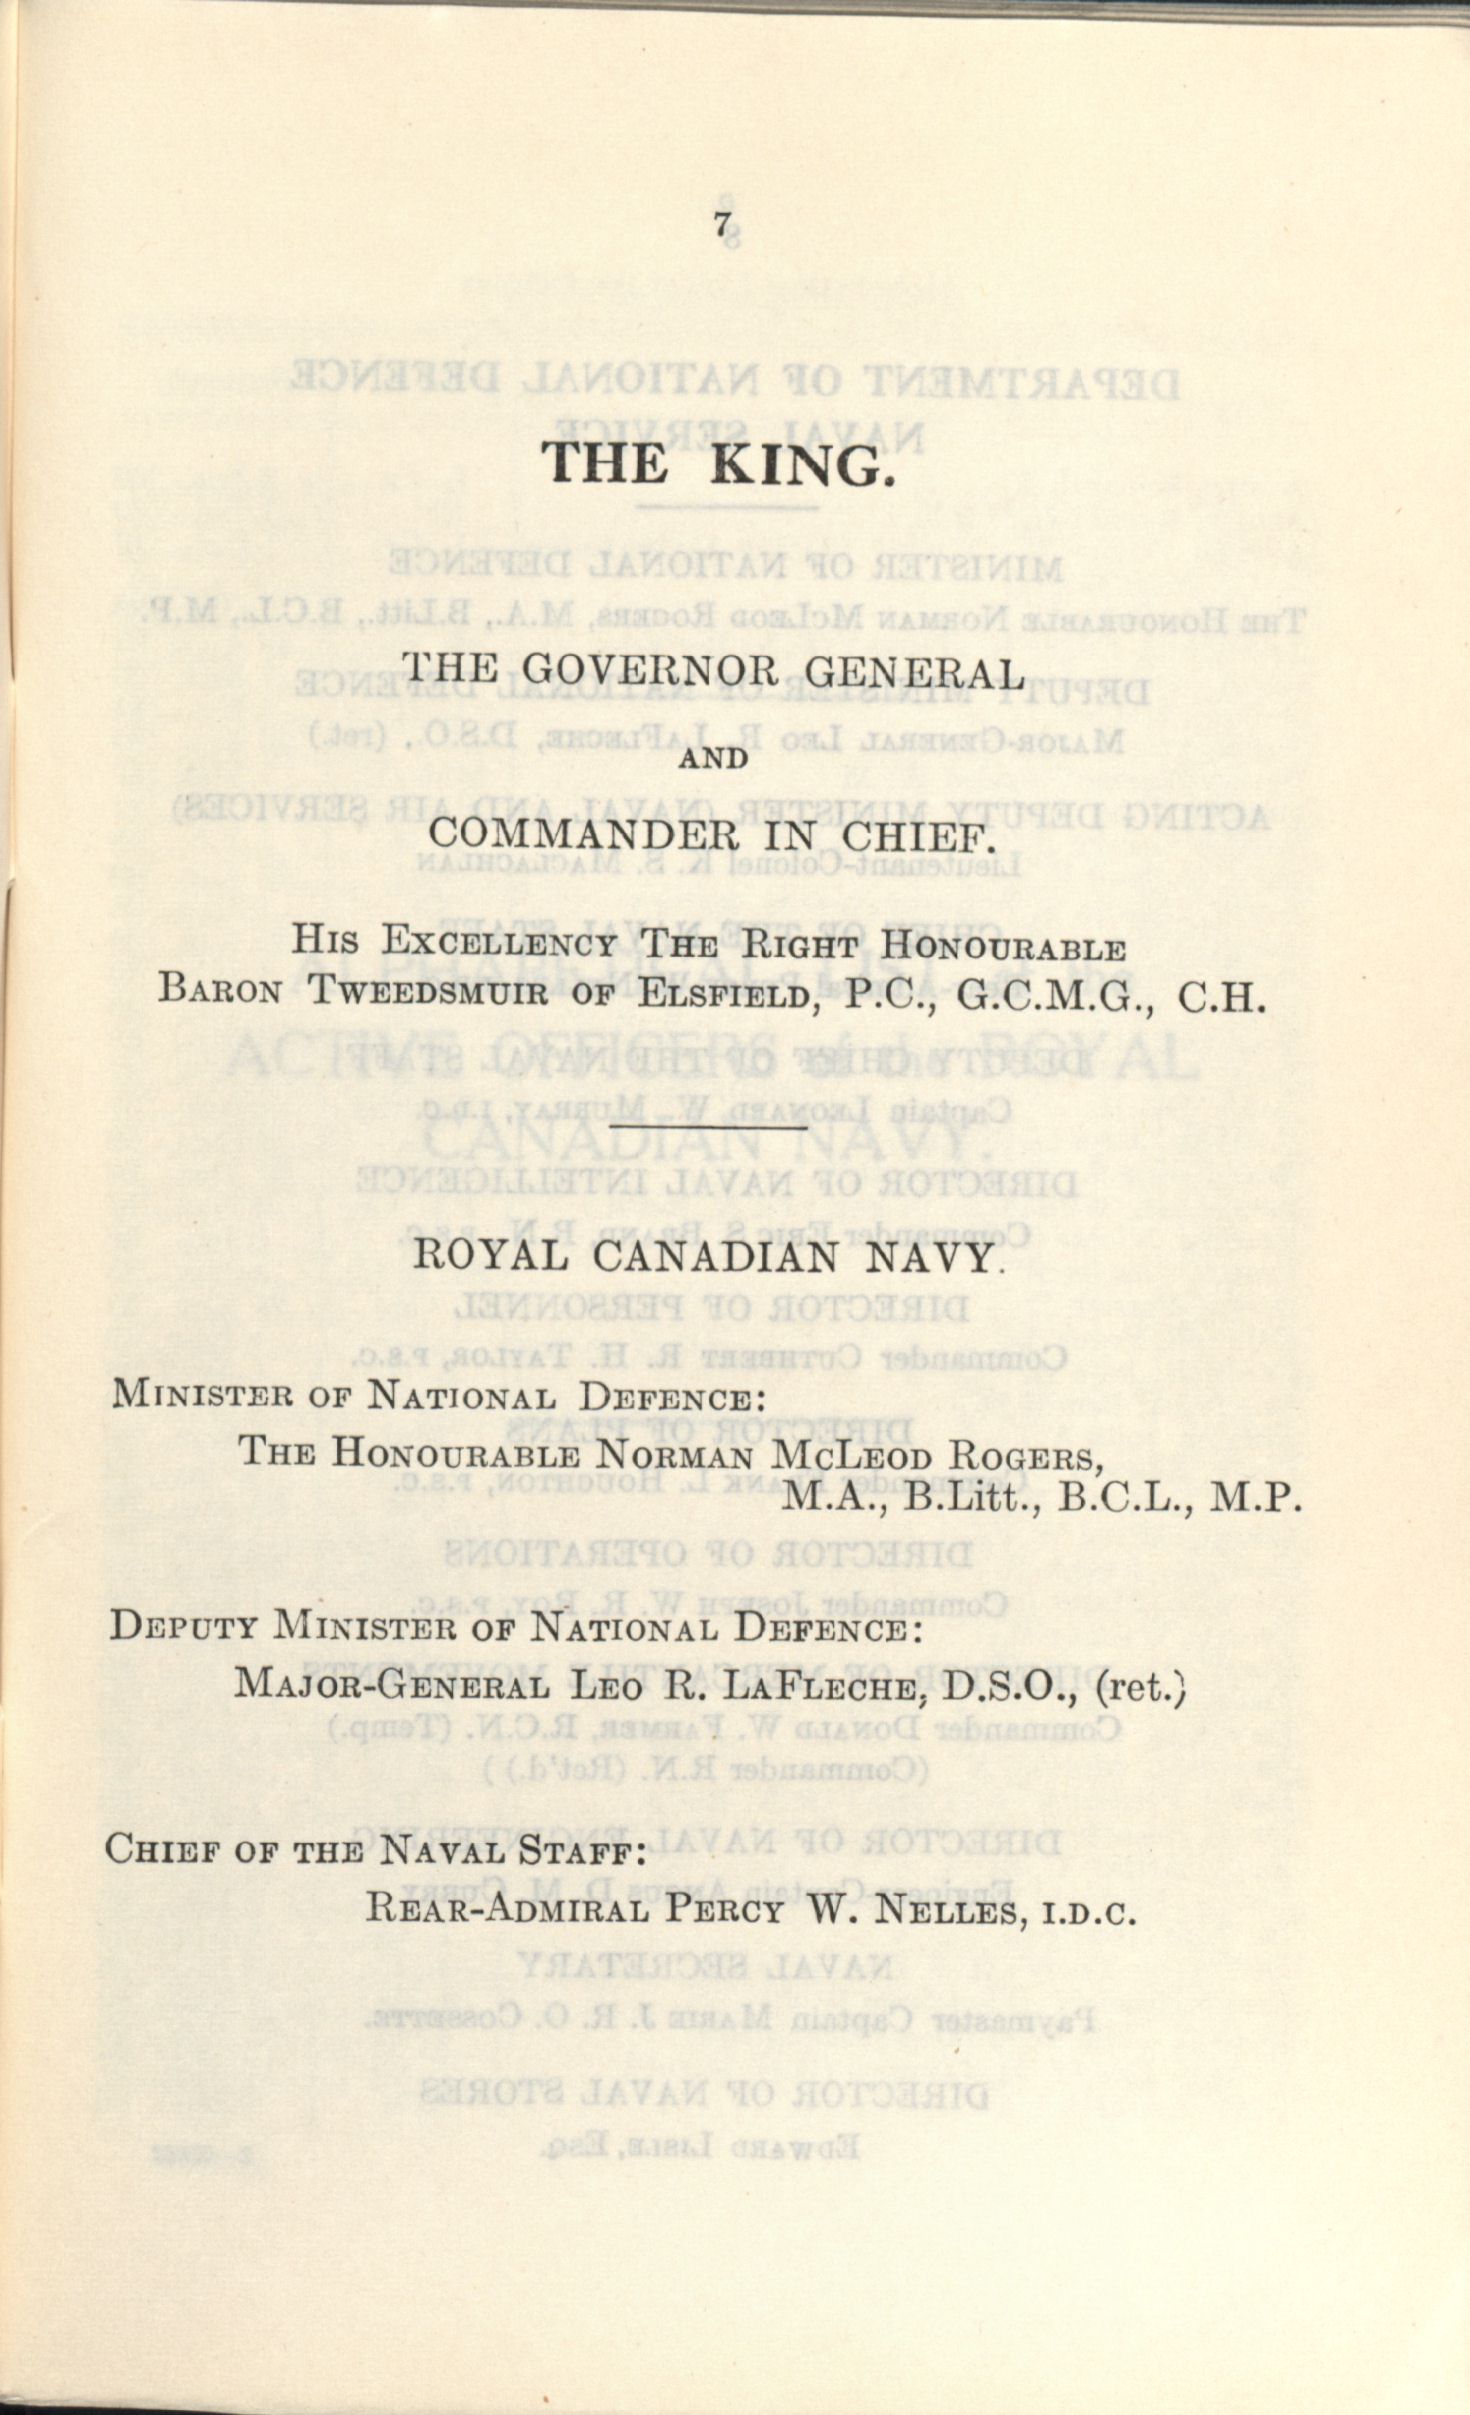 7
THE KING.
THE GOVERNOR GENERAL
AND
COMMANDER IN CHIEF.
His Excellency The Right Honourable
Baron Tweedsmuir of Elsfield, P.C., G.C.M.G., C.H.
ROYAL CANADIAN NAVY.
Minister of National Defence:
The Honourable Norman McLeod Rogers,
M.A., B.Litt., B.C.L., M.P.
Deputy Minister of National Defence:
Major-General Leo R. LaFleche, D.S.O., (ret.)
Chief of the Naval Staff:
Rear-Admiral Percy W. Nelles, I.D.C.